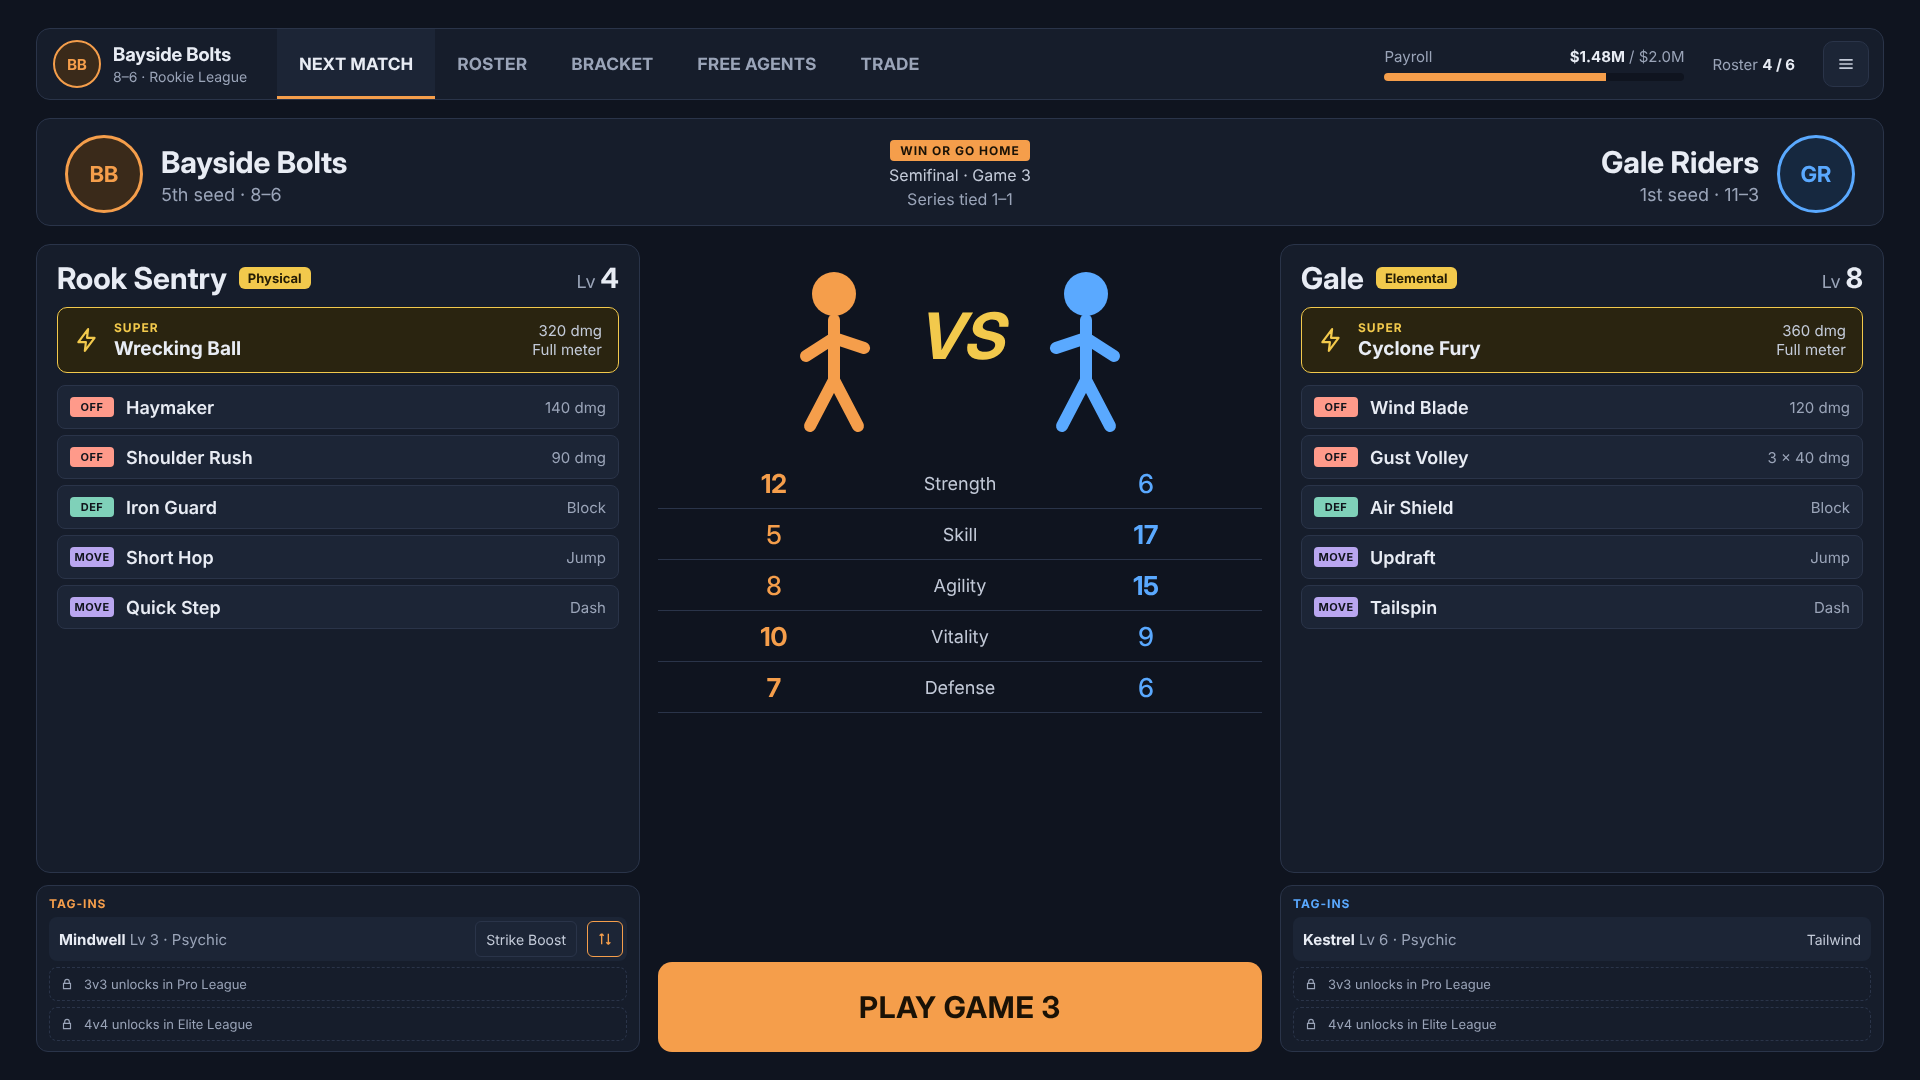 BB
Bayside Bolts
8–6 · Rookie League
NEXT MATCH
ROSTER
BRACKET
FREE AGENTS
TRADE
Payroll
$1.48M / $2.0M
Roster 4 / 6
BB
Bayside Bolts
5th seed · 8–6
WIN OR GO HOME
Semifinal · Game 3
Series tied 1–1
Gale Riders
1st seed · 11–3
GR
Rook Sentry
Physical
Lv 4
SUPER
Wrecking Ball
320 dmg
Full meter
OFF Haymaker 140 dmg
OFF Shoulder Rush 90 dmg
DEF Iron Guard Block
MOVE Short Hop Jump
MOVE Quick Step Dash
VS
12 Strength 6
5 Skill 17
8 Agility 15
10 Vitality 9
7 Defense 6
Gale
Elemental
Lv 8
SUPER
Cyclone Fury
360 dmg
Full meter
OFF Wind Blade 120 dmg
OFF Gust Volley 3 × 40 dmg
DEF Air Shield Block
MOVE Updraft Jump
MOVE Tailspin Dash
TAG-INS
Mindwell Lv 3 · Psychic Strike Boost
3v3 unlocks in Pro League
4v4 unlocks in Elite League
PLAY GAME 3
TAG-INS
Kestrel Lv 6 · Psychic Tailwind
3v3 unlocks in Pro League
4v4 unlocks in Elite League